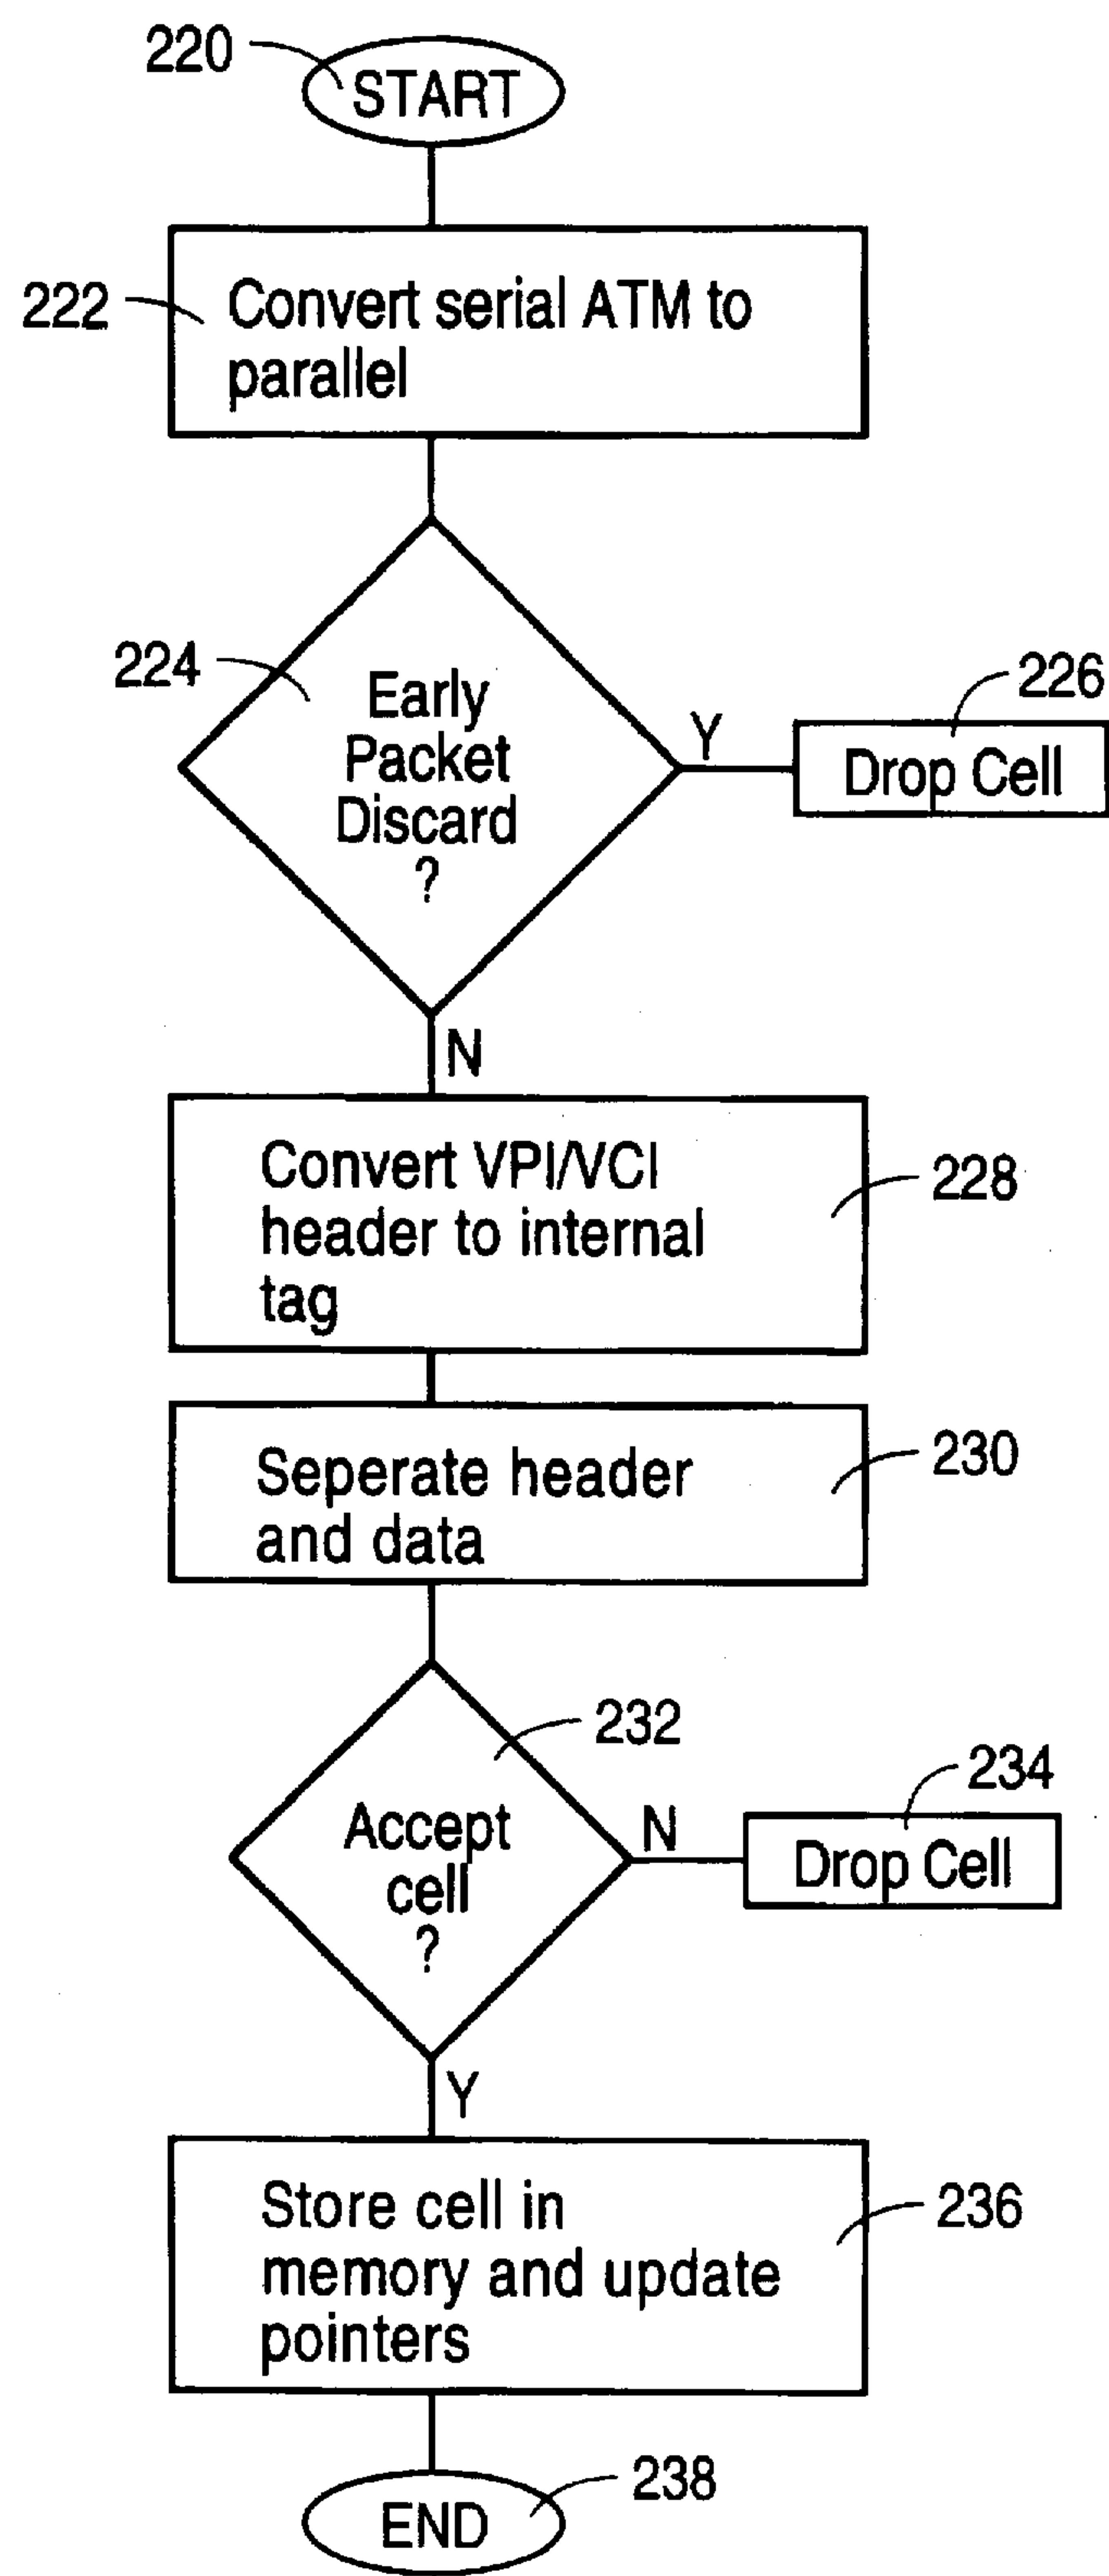 220
START
222
Convert serial ATM to
parallel
224
Early
Packet
Discard
?
Y
226
Drop Cell
N
Convert VPI/VCI
header to internal
tag
228
Seperate header
and data
230
232
Accept
cell
?
N
234
Drop Cell
Y
Store cell in
memory and update
pointers
236
END
238